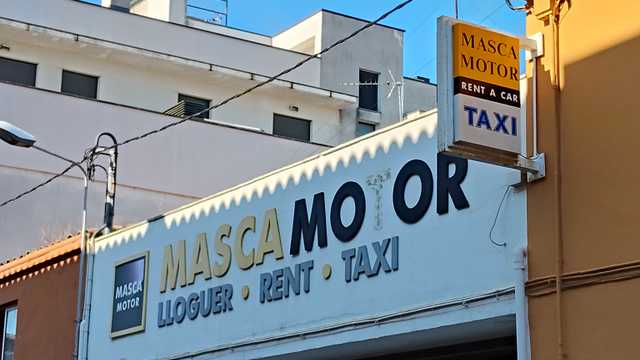 MASCA
MOTOR
RENT A CAR
TAXI
MASCA MOTOR
LLOGUER · RENT · TAXI
MASCA
MOTOR